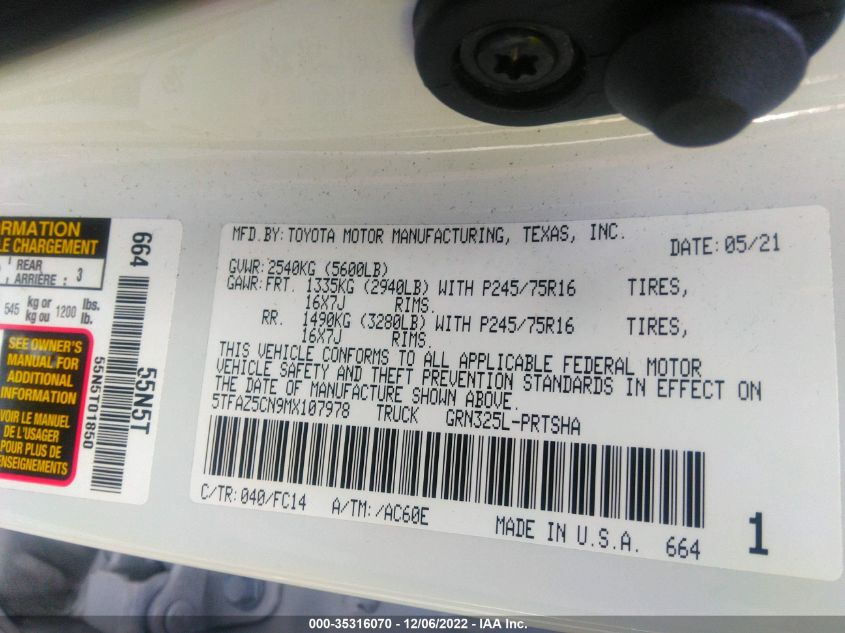 RMATION
LE CHARGEMENT
REAR
ARRIÈRE : 3
545 kg or kg ou 1200 lbs. lb.
SEE OWNER'S
MANUAL FOR
ADDITIONAL
INFORMATION
VOIR LE MANUEL
DE L'USAGER
POUR PLUS DE
ENSEIGNEMENTS
664
55N5T
55N5T01850
MFD.BY:TOYOTA MOTOR MANUFACTURING, TEXAS, INC. DATE:05/21
GVWR:2540KG (5600LB)
GAWR:FRT. 1335KG (2940LB) WITH P245/75R16 TIRES,
16X7J RIMS.
RR. 1490KG (3280LB) WITH P245/75R16 TIRES,
16X7J RIMS.
THIS VEHICLE CONFORMS TO ALL APPLICABLE FEDERAL MOTOR
VEHICLE SAFETY AND THEFT PREVENTION STANDARDS IN EFFECT ON
THE DATE OF MANUFACTURE SHOWN ABOVE.
5TFAZ5CN9MX107978 TRUCK GRN325L-PRTSHA
C/TR:040/FC14 A/TM:/AC60E MADE IN U.S.A. 664 1
000-35316070 - 12/06/2022 - IAA Inc.